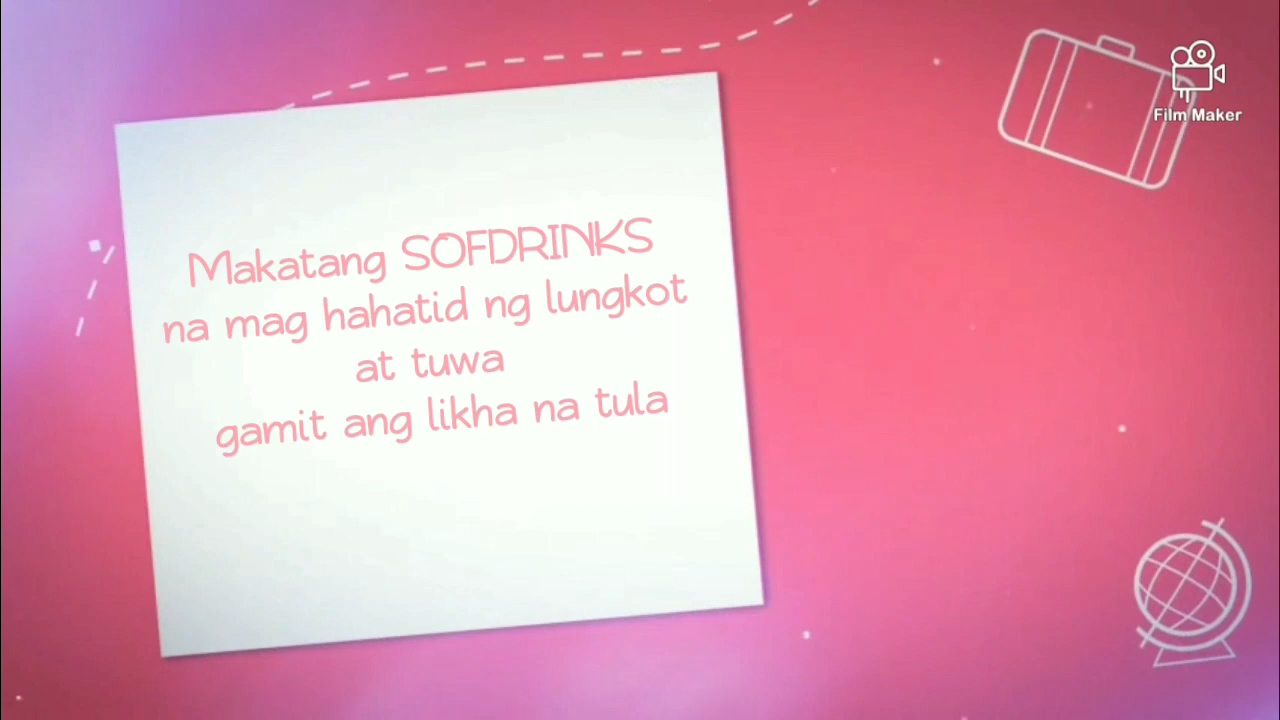 Film Maker
Makatang SOFDRINKS
na mag hahatid ng lungkot
at tuwa
gamit ang likha na tula